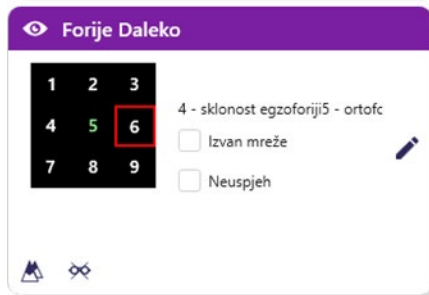 Forije Daleko
1 2 3
4 5 6
7 8 9
4 - sklonost egzoforiji5 - ortofc
Izvan mreže
Neuspjeh